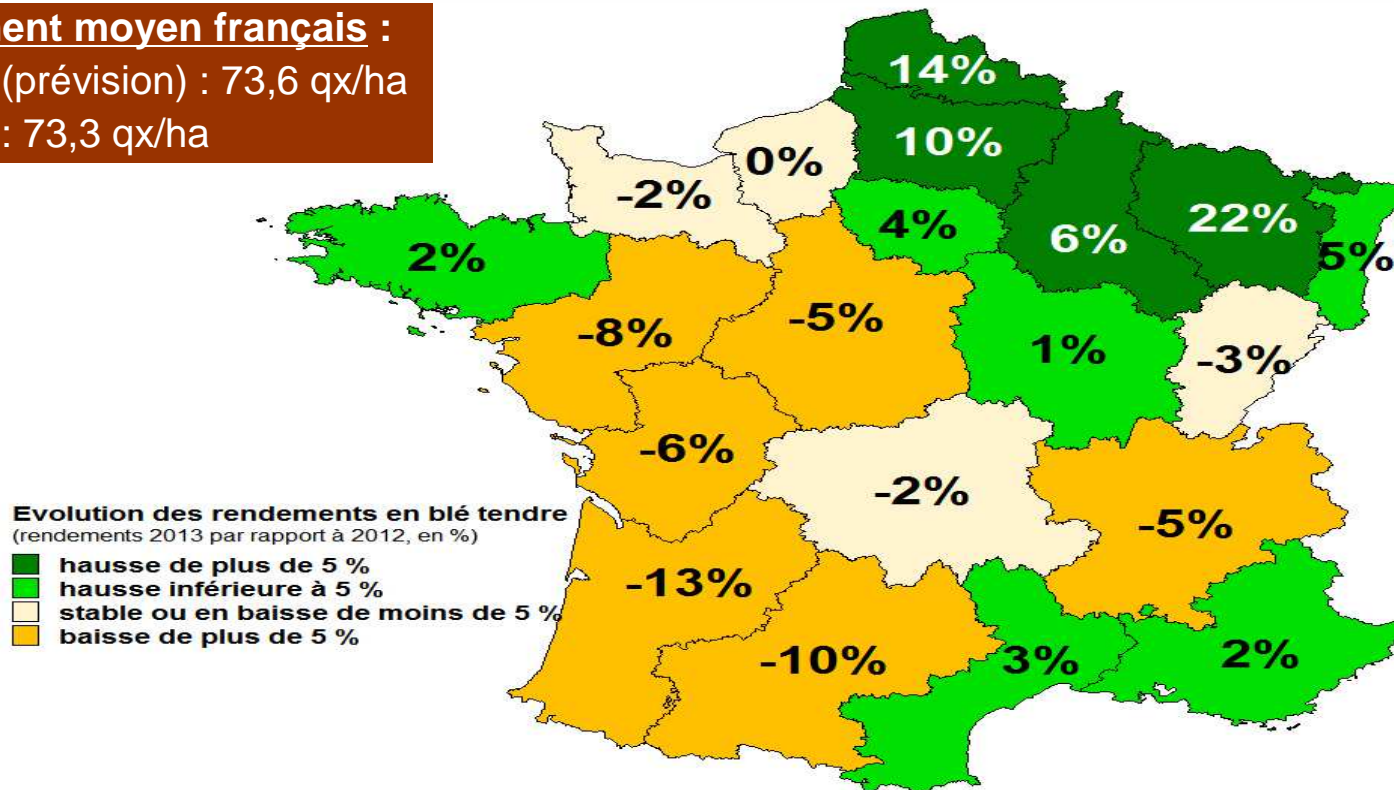 ment moyen français :
(prévision) : 73,6 qx/ha
: 73,3 qx/ha
14%
10%
0%
-2%
4%
6%
22%
5%
2%
-8%
-5%
1%
-3%
-6%
-2%
-5%
-13%
-10%
3%
2%
Evolution des rendements en blé tendre
(rendements 2013 par rapport à 2012, en %)
hausse de plus de 5 %
hausse inférieure à 5 %
stable ou en baisse de moins de 5 %
baisse de plus de 5 %